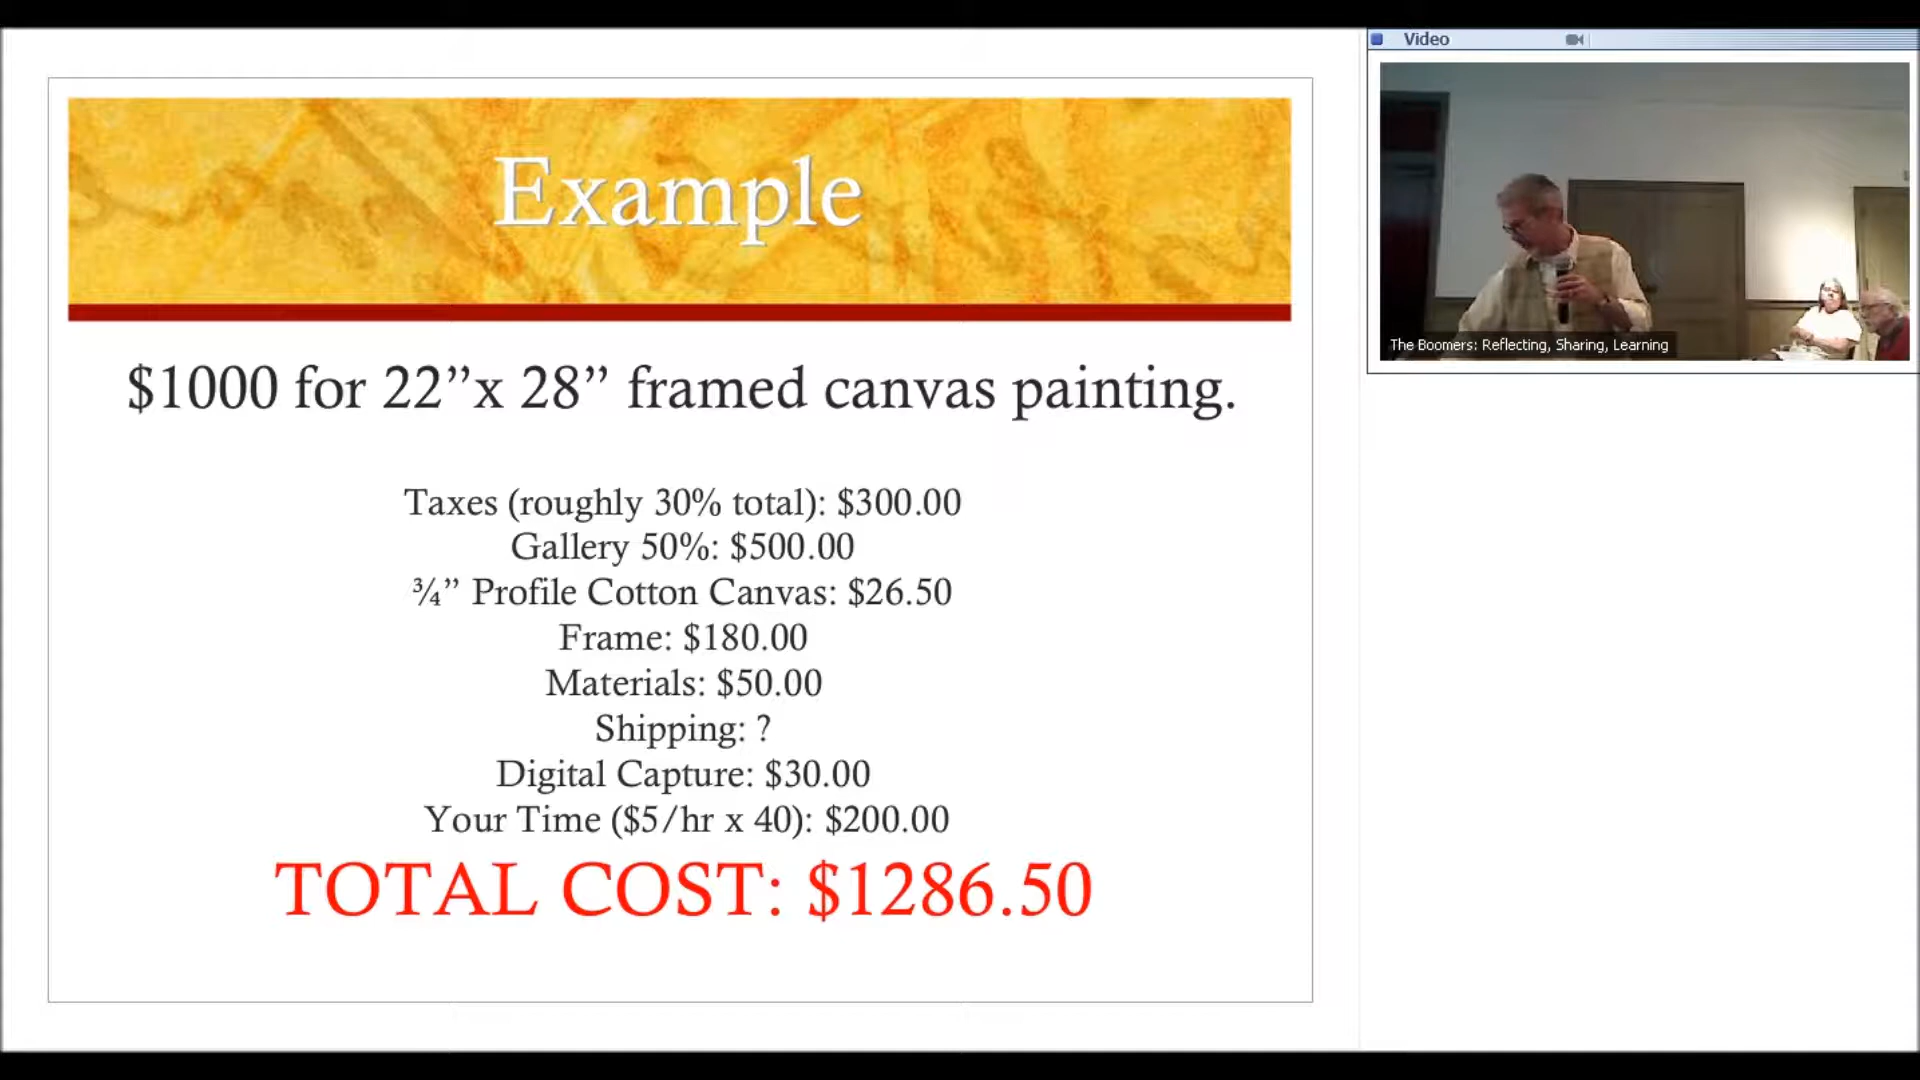 Example
$1000 for 22”x 28” framed canvas painting.
Taxes (roughly 30% total): $300.00
Gallery 50%: $500.00
¾” Profile Cotton Canvas: $26.50
Frame: $180.00
Materials: $50.00
Shipping: ?
Digital Capture: $30.00
Your Time ($5/hr x 40): $200.00
TOTAL COST: $1286.50
Video
The Boomers: Reflecting, Sharing, Learning